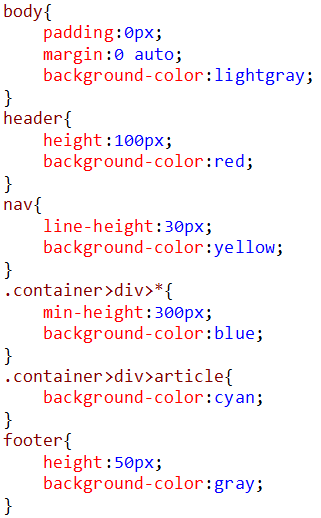 body{
    padding:0px;
    margin:0 auto;
    background-color:lightgray;
}
header{
    height:100px;
    background-color:red;
}
nav{
    line-height:30px;
    background-color:yellow;
}
.container>div>*{
    min-height:300px;
    background-color:blue;
}
.container>div>article{
    background-color:cyan;
}
footer{
    height:50px;
    background-color:gray;
}